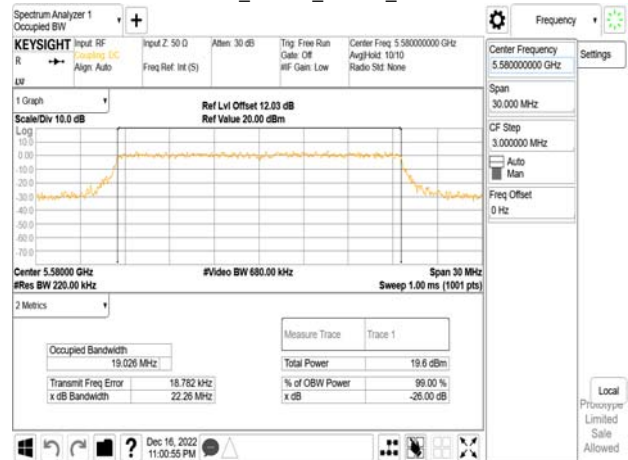 Spectrum Analyzer 1
Occupied BW
Frequency
KEYSIGHT
Input: RF
Coupling: DC
Align: Auto
Input Z: 50 Ω
Freq Ref: Int (S)
Atten: 30 dB
Trig: Free Run
Gate: Off
#IF Gain: Low
Center Freq: 5.580000000 GHz
Avg|Hold: 10/10
Radio Std: None
R
LU
Center Frequency
5.580000000 GHz
Settings
Span
30.000 MHz
CF Step
3.000000 MHz
Auto
Man
Freq Offset
0 Hz
1 Graph
Scale/Div 10.0 dB
Ref Lvl Offset 12.03 dB
Ref Value 20.00 dBm
Log
10.0
0.00
-10.0
-20.0
-30.0
-40.0
-50.0
-60.0
-70.0
Center 5.58000 GHz
#Video BW 680.00 kHz
Span 30 MHz
#Res BW 220.00 kHz
Sweep 1.00 ms (1001 pts)
2 Metrics
Measure Trace Trace 1
Occupied Bandwidth
19.026 MHz
Total Power 19.6 dBm
Transmit Freq Error 18.782 kHz
% of OBW Power 99.00 %
x dB Bandwidth 22.26 MHz
x dB -26.00 dB
Local
Prototype
Limited
Sale
Allowed
Dec 16, 2022
11:00:55 PM